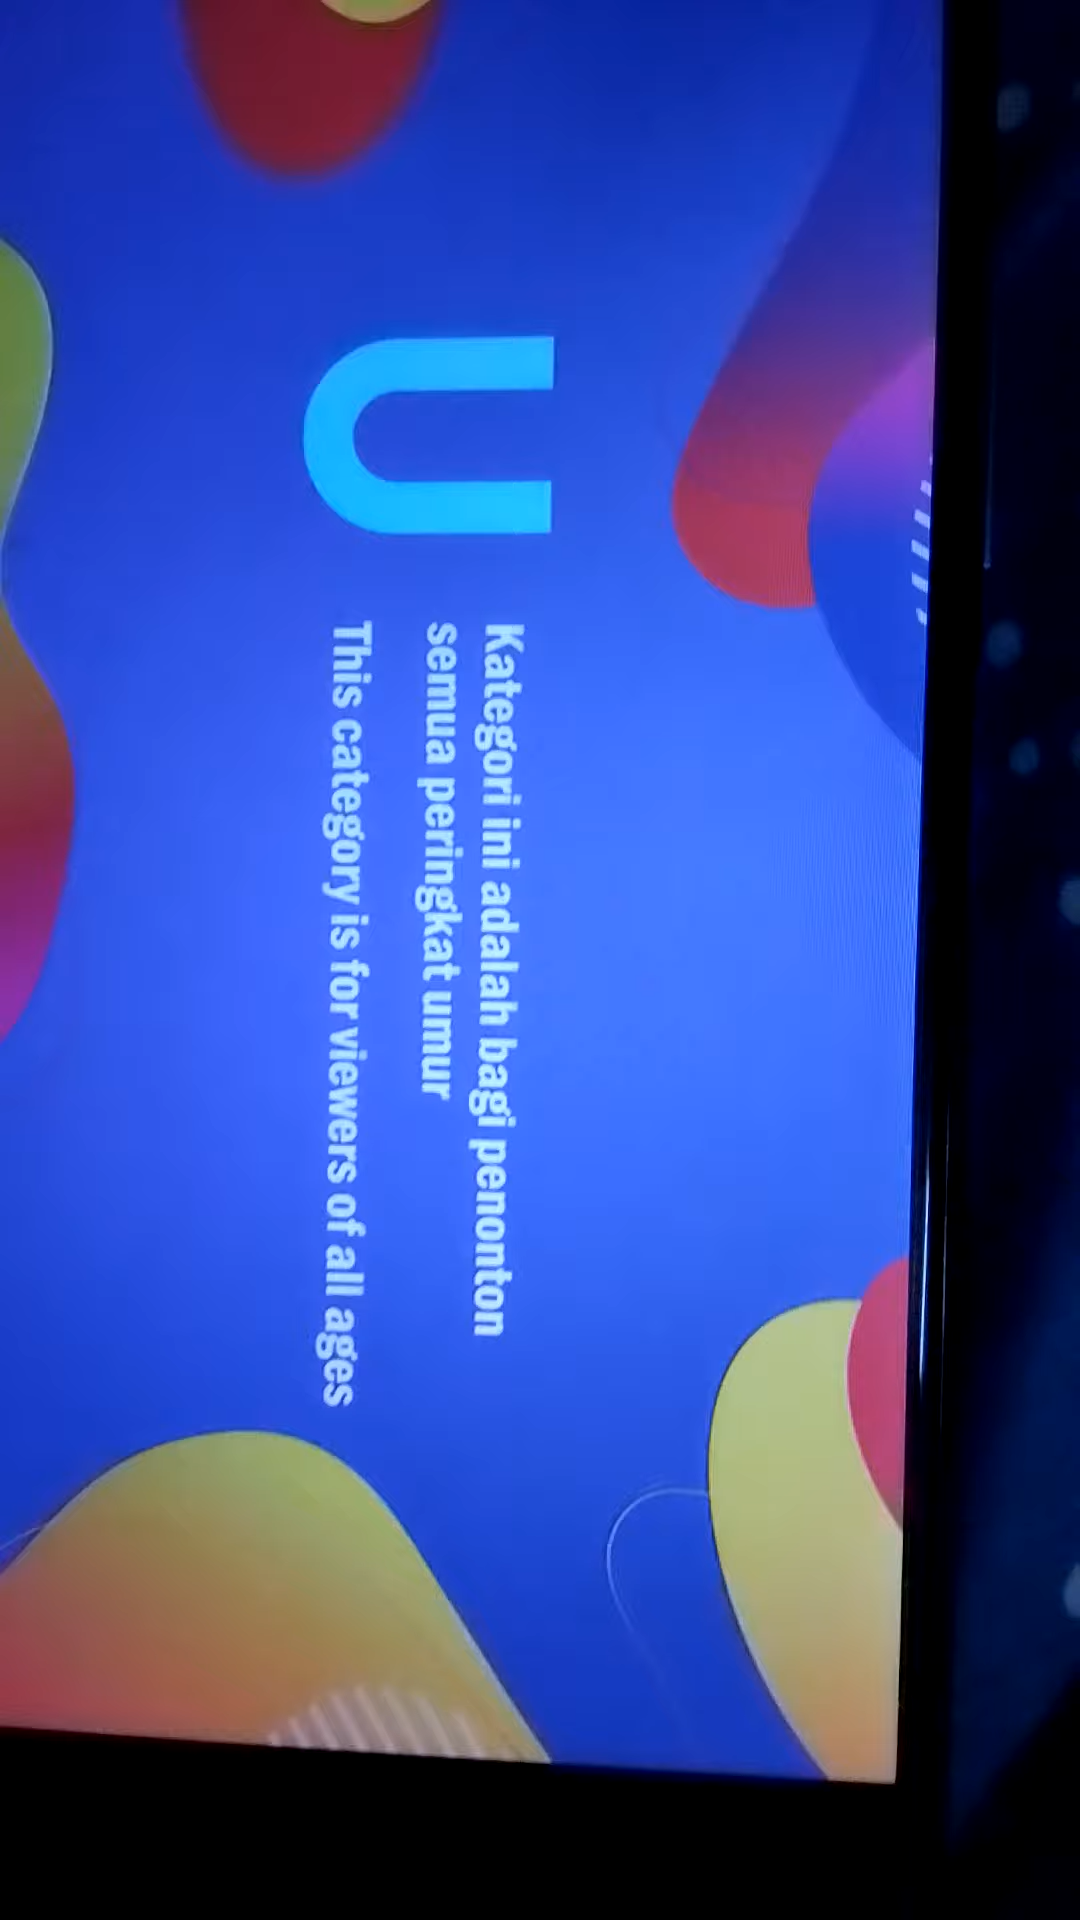 U
Kategori ini adalah bagi penonton
semua peringkat umur
This category is for viewers of all ages